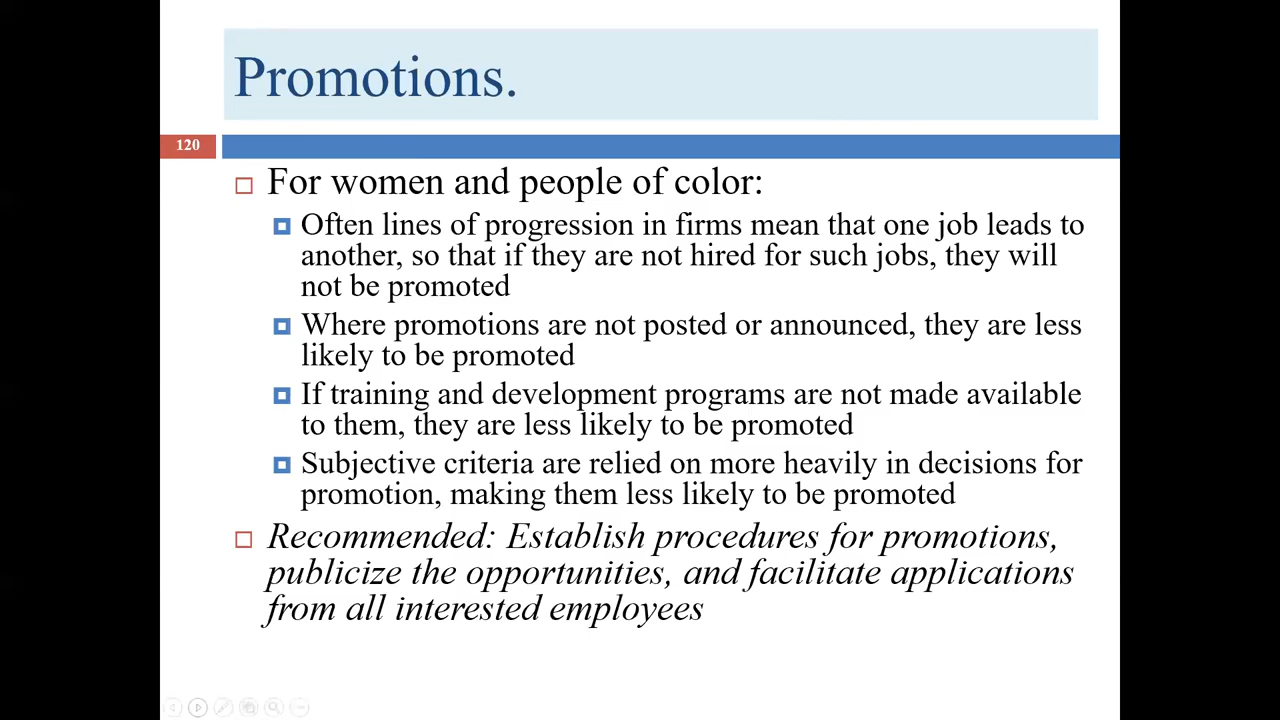 Promotions.
120
For women and people of color:
Often lines of progression in firms mean that one job leads to
another, so that if they are not hired for such jobs, they will
not be promoted
Where promotions are not posted or announced, they are less
likely to be promoted
If training and development programs are not made available
to them, they are less likely to be promoted
Subjective criteria are relied on more heavily in decisions for
promotion, making them less likely to be promoted
Recommended: Establish procedures for promotions,
publicize the opportunities, and facilitate applications
from all interested employees